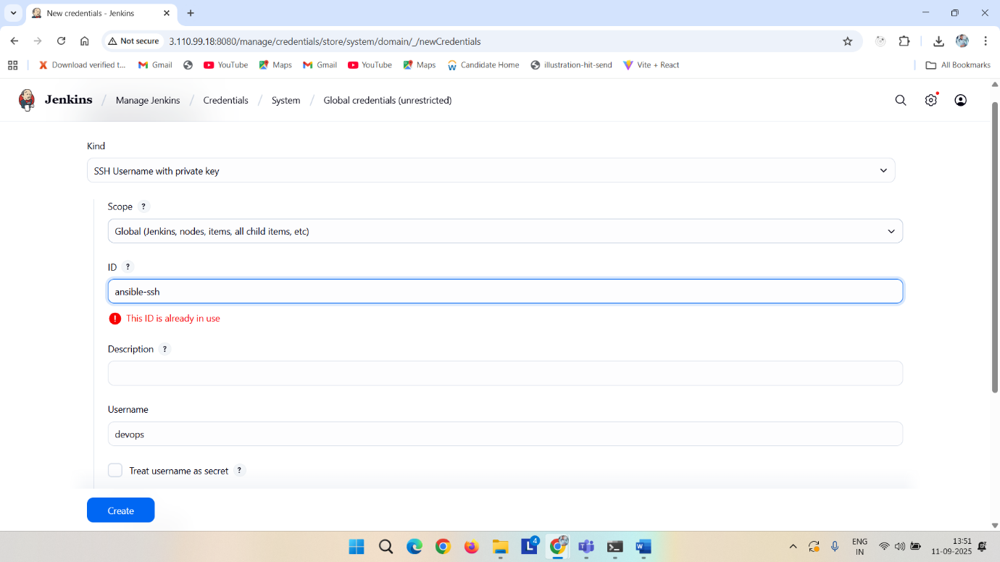 New credentials - Jenkins
Not secure
3.110.99.18:8080/manage/credentials/store/system/domain/_/newCredentials
Download verified t...
Gmail
YouTube
Maps
Gmail
YouTube
Maps
Candidate Home
illustration-hit-send
Vite + React
All Bookmarks
Jenkins / Manage Jenkins / Credentials / System / Global credentials (unrestricted)
Kind
SSH Username with private key
Scope ?
Global (Jenkins, nodes, items, all child items, etc)
ID ?
ansible-ssh
! This ID is already in use
Description ?
Username
devops
Treat username as secret ?
Create
4
ENG
IN
13:51
11-09-2025